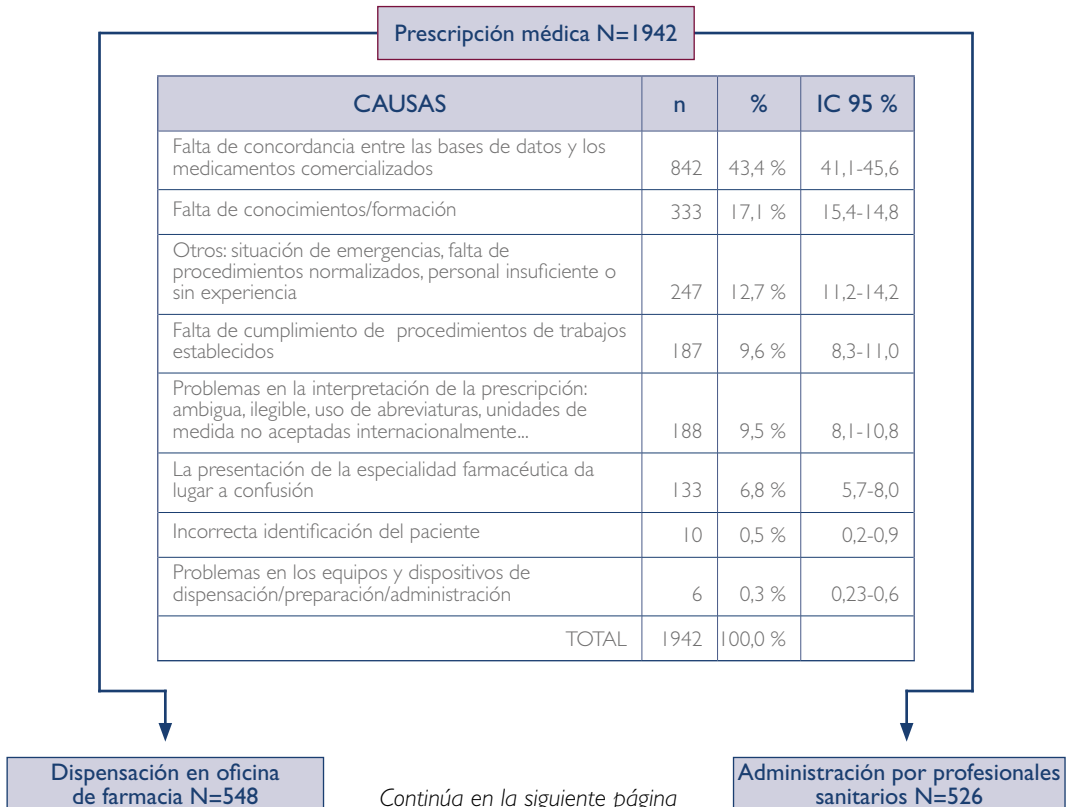 Prescripción médica N=1942
CAUSAS n % IC 95 %
Falta de concordancia entre las bases de datos y los
medicamentos comercializados 842 43,4 % 41,1-45,6
Falta de conocimientos/formación 333 17,1 % 15,4-14,8
Otros: situación de emergencias, falta de
procedimientos normalizados, personal insuficiente o
sin experiencia 247 12,7 % 11,2-14,2
Falta de cumplimiento de procedimientos de trabajos
establecidos 187 9,6 % 8,3-11,0
Problemas en la interpretación de la prescripción:
ambigua, ilegible, uso de abreviaturas, unidades de
medida no aceptadas internacionalmente... 188 9,5 % 8,1-10,8
La presentación de la especialidad farmacéutica da
lugar a confusión 133 6,8 % 5,7-8,0
Incorrecta identificación del paciente 10 0,5 % 0,2-0,9
Problemas en los equipos y dispositivos de
dispensación/preparación/administración 6 0,3 % 0,23-0,6
TOTAL 1942 100,0 %
Dispensación en oficina
de farmacia N=548
Continúa en la siguiente página
Administración por profesionales
sanitarios N=526